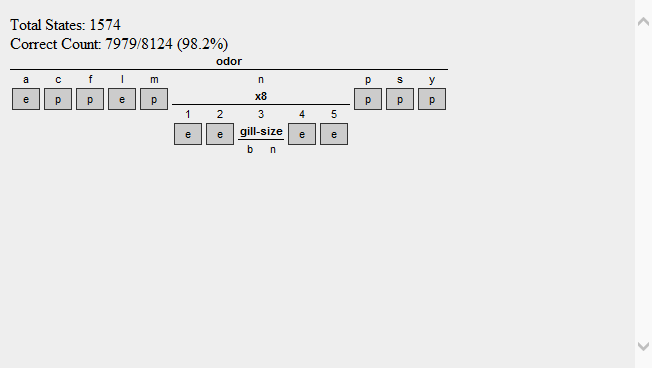 Total States: 1574
Correct Count: 7979/8124 (98.2%)
odor
a c f l m n p s y
e p p e p x8 p p p
1 2 3 4 5
e e gill-size e e
b n